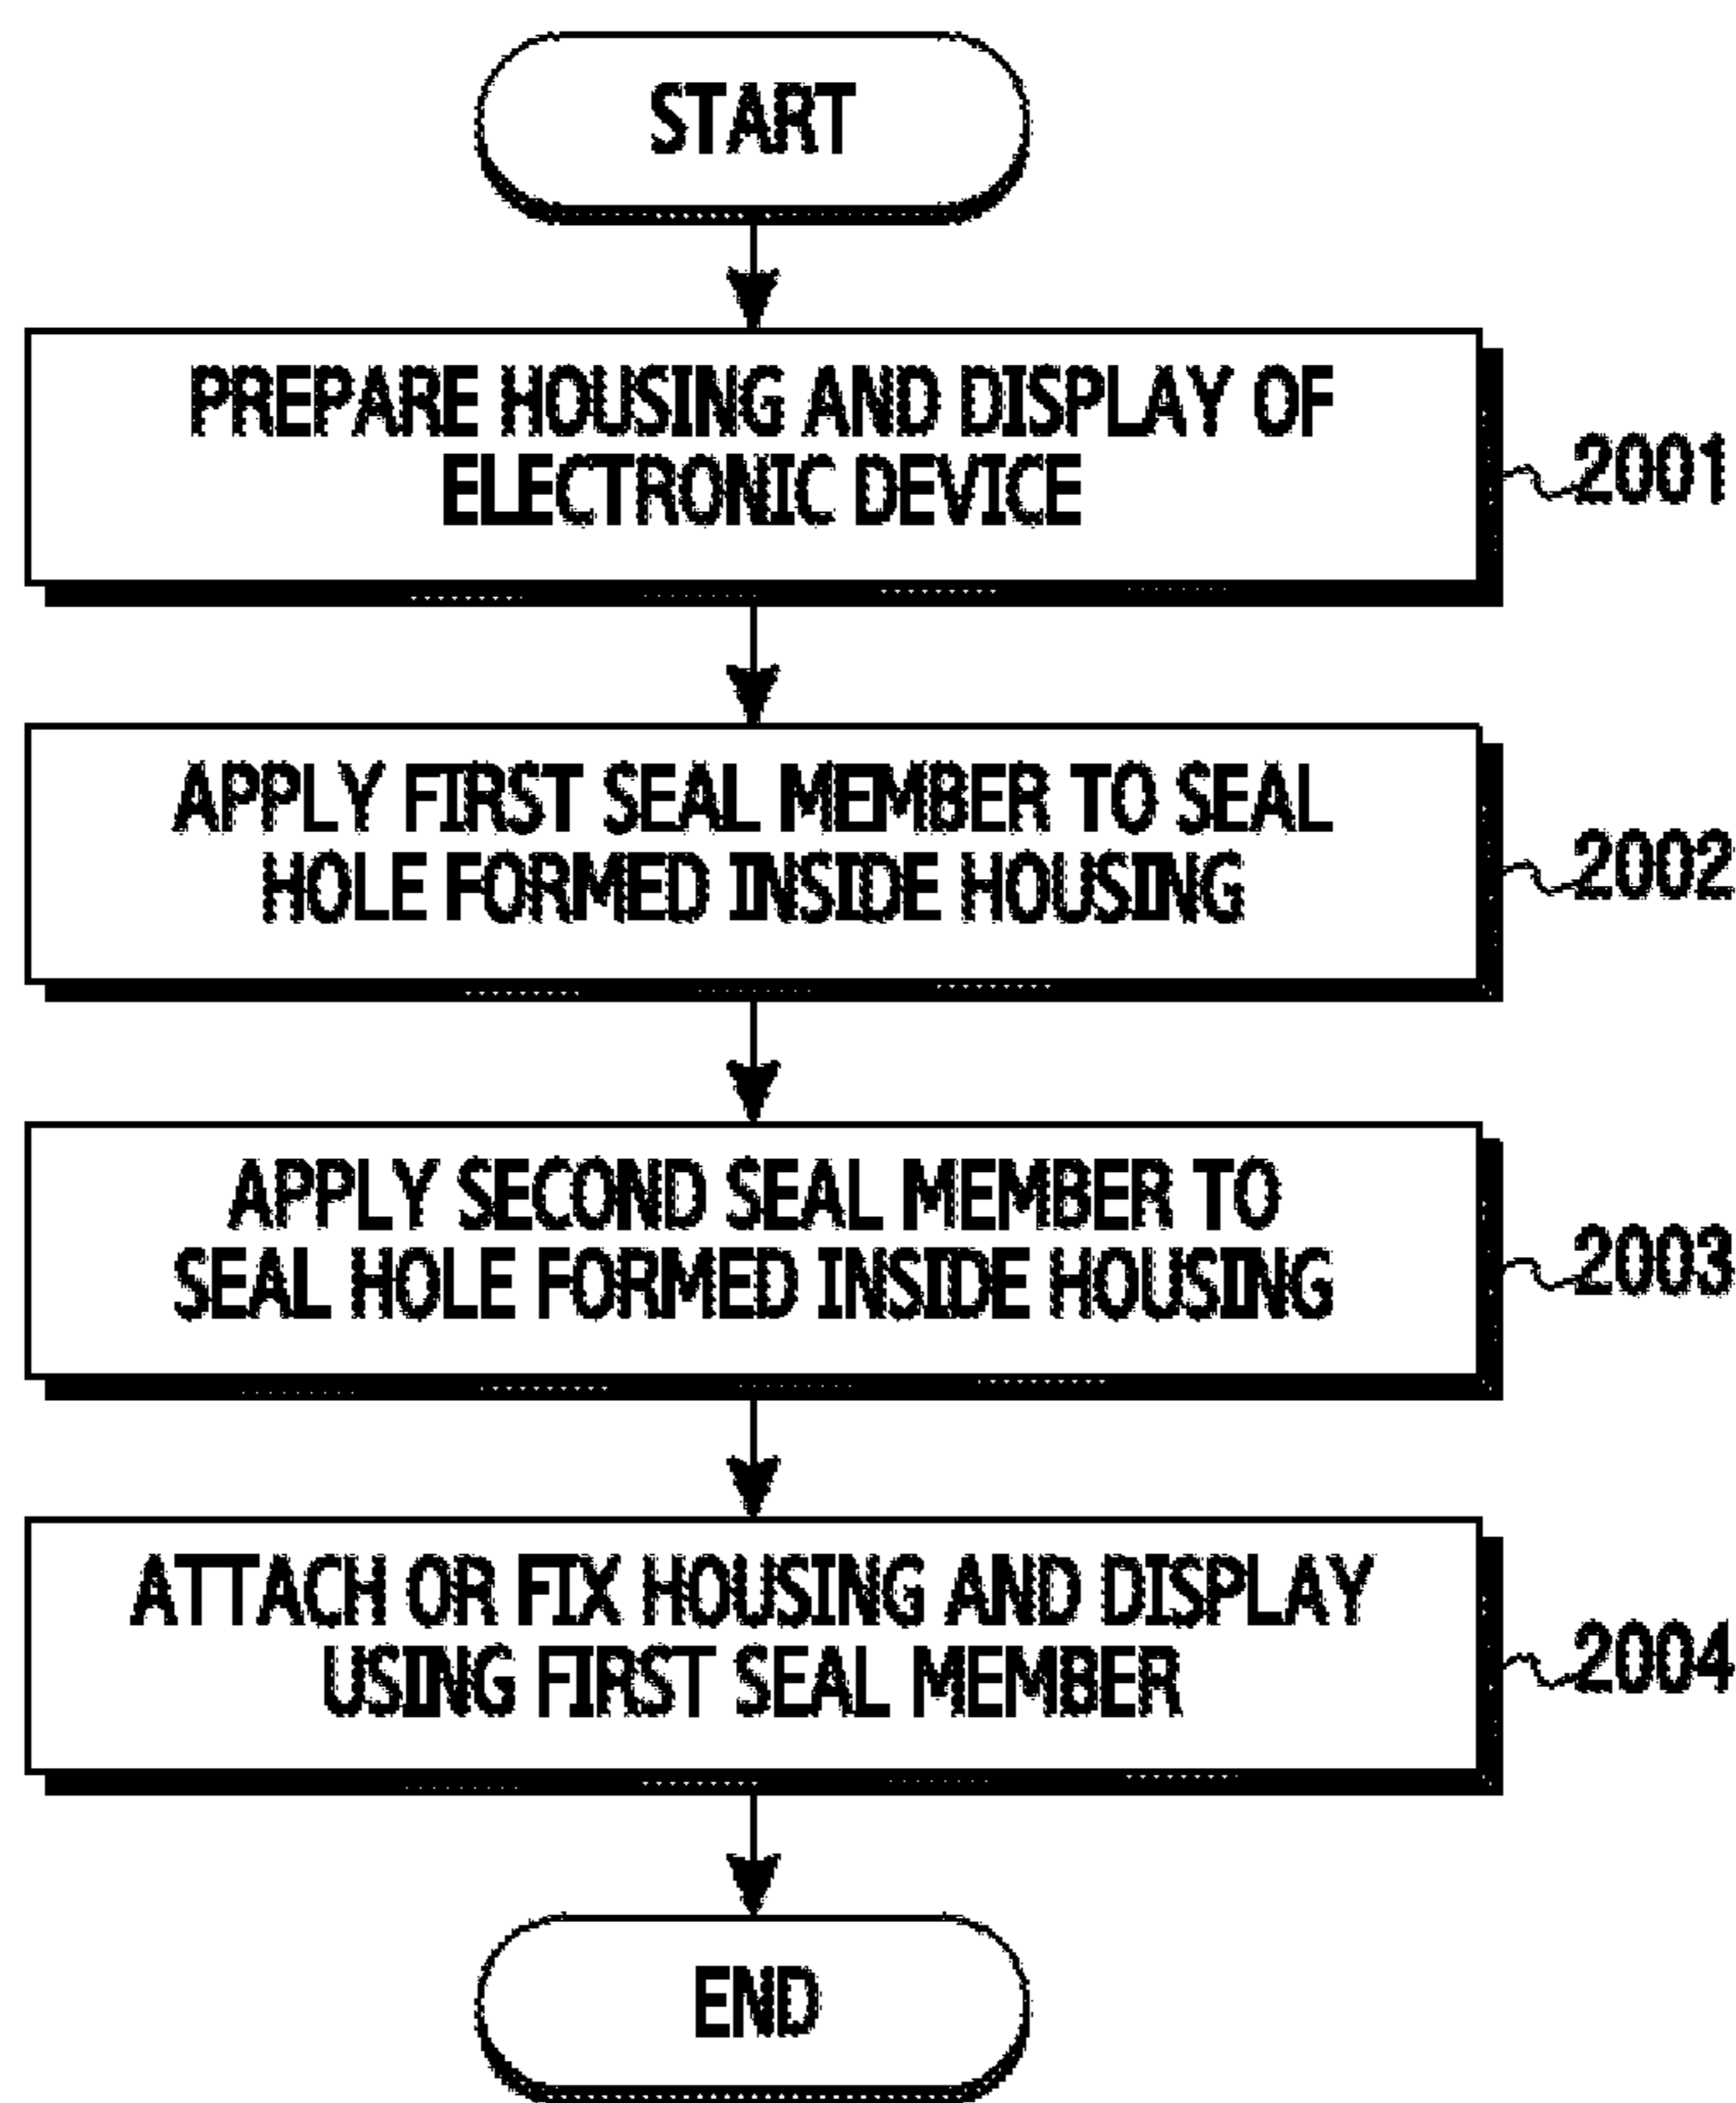 START
PREPARE HOUSING AND DISPLAY OF
ELECTRONIC DEVICE
2001
APPLY FIRST SEAL MEMBER TO SEAL
HOLE FORMED INSIDE HOUSING
2002
APPLY SECOND SEAL MEMBER TO
SEAL HOLE FORMED INSIDE HOUSING
2003
ATTACH OR FIX HOUSING AND DISPLAY
USING FIRST SEAL MEMBER
2004
END